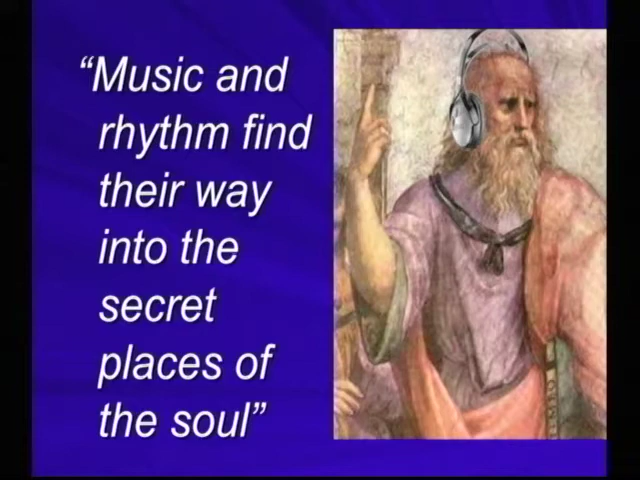 “Music and
rhythm find
their way
into the
secret
places of
the soul”